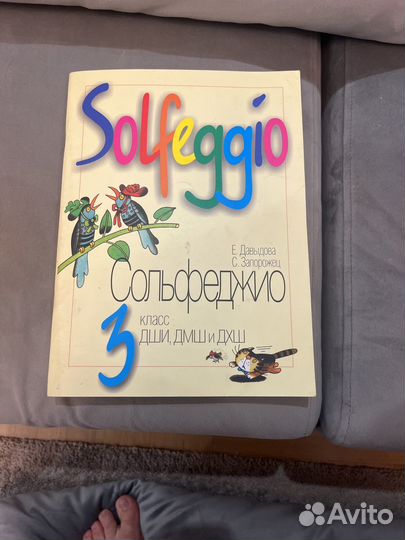 Solfeggio
Е. Давыдова
С. Запорожец
Сольфеджио
3 класс
ДШИ, ДМШ и ДХШ
Avito